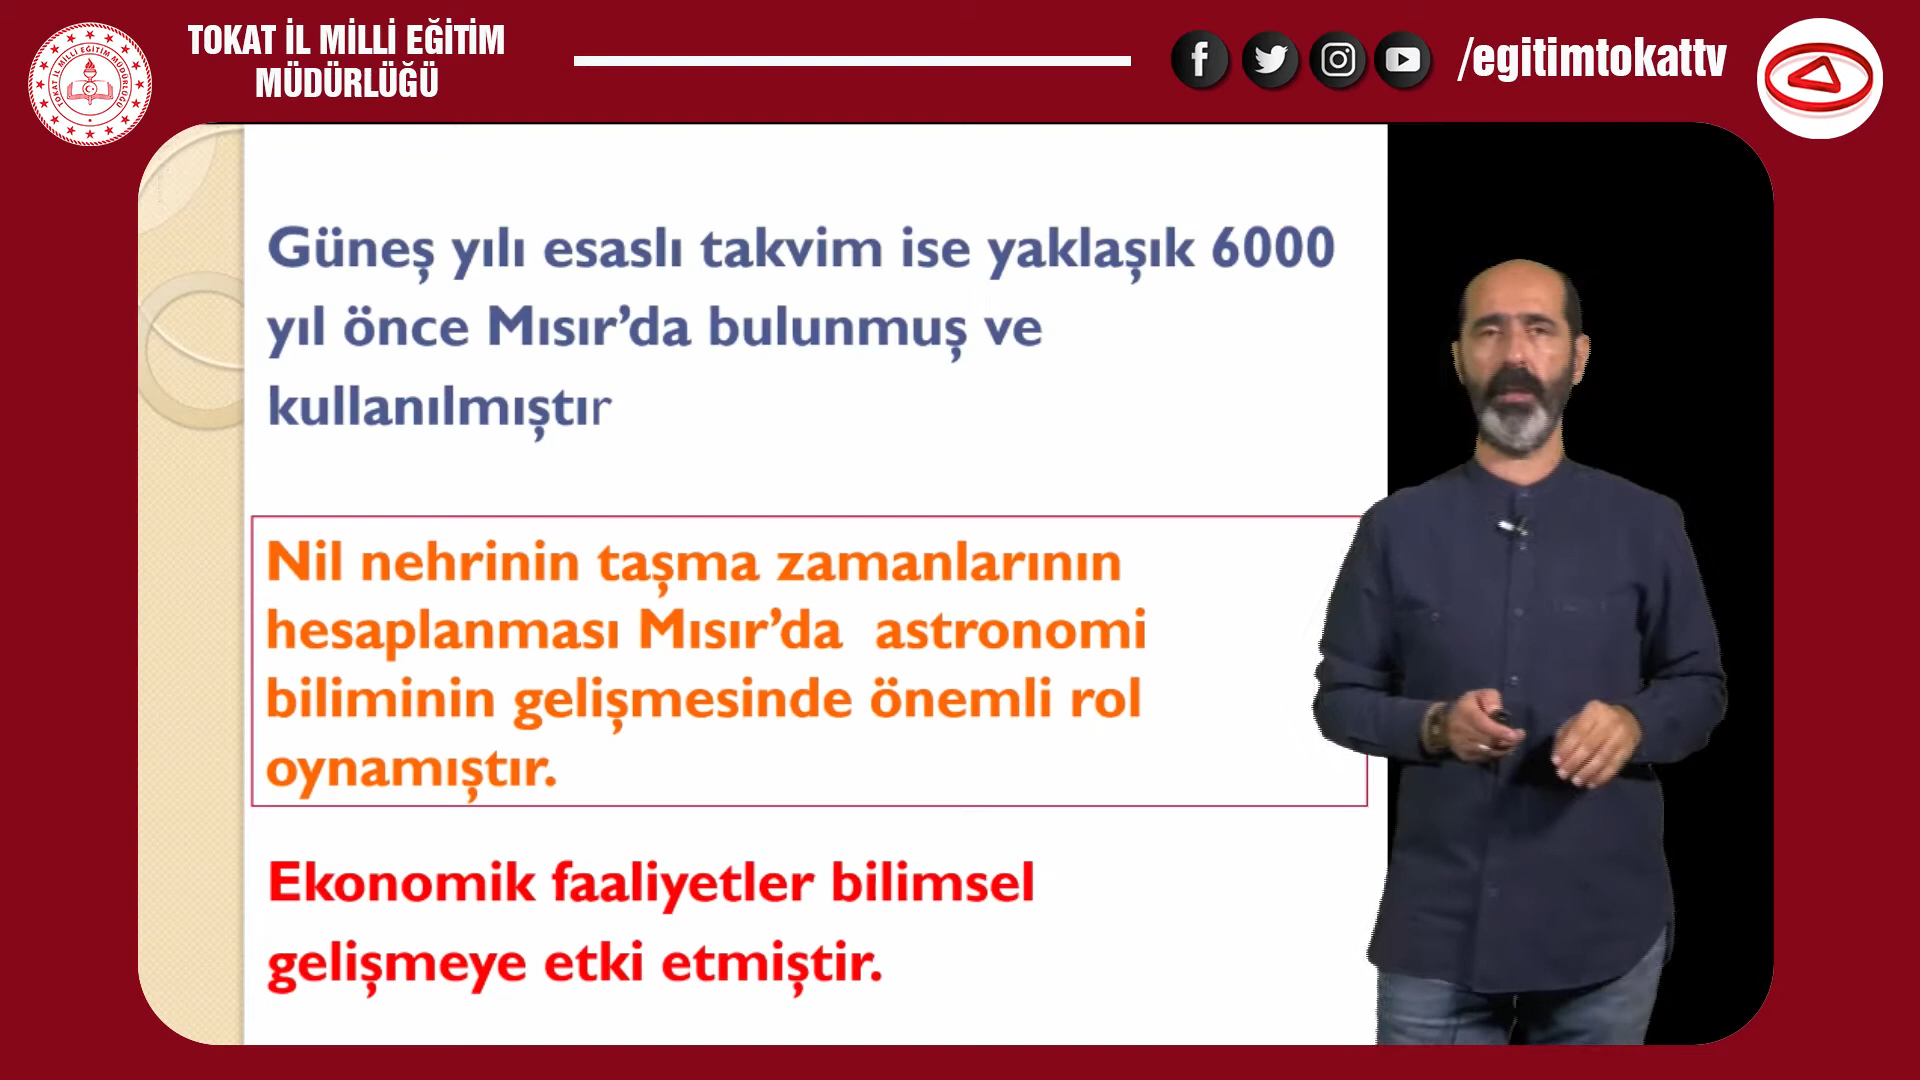 TOKAT İL MİLLİ EĞİTİM
MÜDÜRLÜĞÜ
/egitimtokattv
Güneş yılı esaslı takvim ise yaklaşık 6000
yıl önce Mısır’da bulunmuş ve
kullanılmıştır
Nil nehrinin taşma zamanlarının
hesaplanması Mısır’da astronomi
biliminin gelişmesinde önemli rol
oynamıştır.
Ekonomik faaliyetler bilimsel
gelişmeye etki etmiştir.